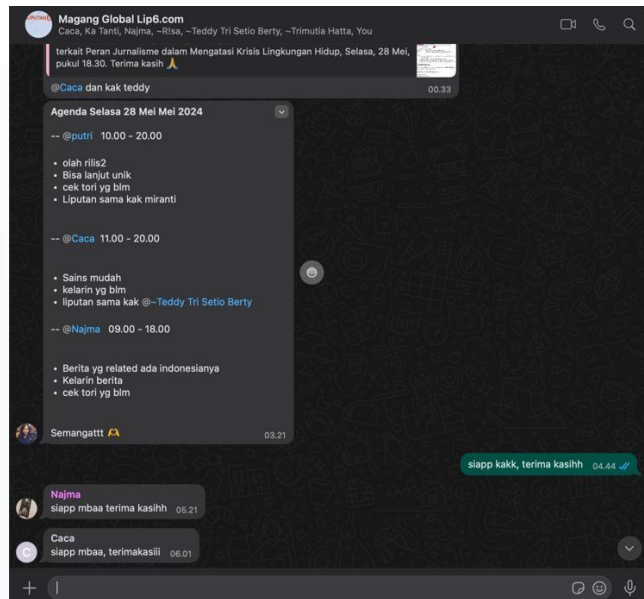 LIPUTAN6
Magang Global Lip6.com
Caca, Ka Tanti, Najma, ~R!sa, ~Teddy Tri Setio Berty, ~Trimutia Hatta, You
terkait Peran Jurnalisme dalam Mengatasi Krisis Lingkungan Hidup, Selasa, 28 Mei,
pukul 18.30. Terima kasih 🙏
@Caca dan kak teddy
00.33
Agenda Selasa 28 Mei Mei 2024
-- @putri 10.00 - 20.00
• olah rilis2
• Bisa lanjut unik
• cek tori yg blm
• Liputan sama kak miranti
-- @Caca 11.00 - 20.00
• Sains mudah
• kelarin yg blm
• liputan sama kak @~Teddy Tri Setio Berty
-- @Najma 09.00 - 18.00
• Berita yg related ada indonesianya
• Kelarin berita
• cek tori yg blm
Semangattt 🫶
03.21
siapp kakk, terima kasihh 04.44
Najma
siapp mbaa terima kasihh 05.21
Caca
C
siapp mbaa, terimakasiii 06.01